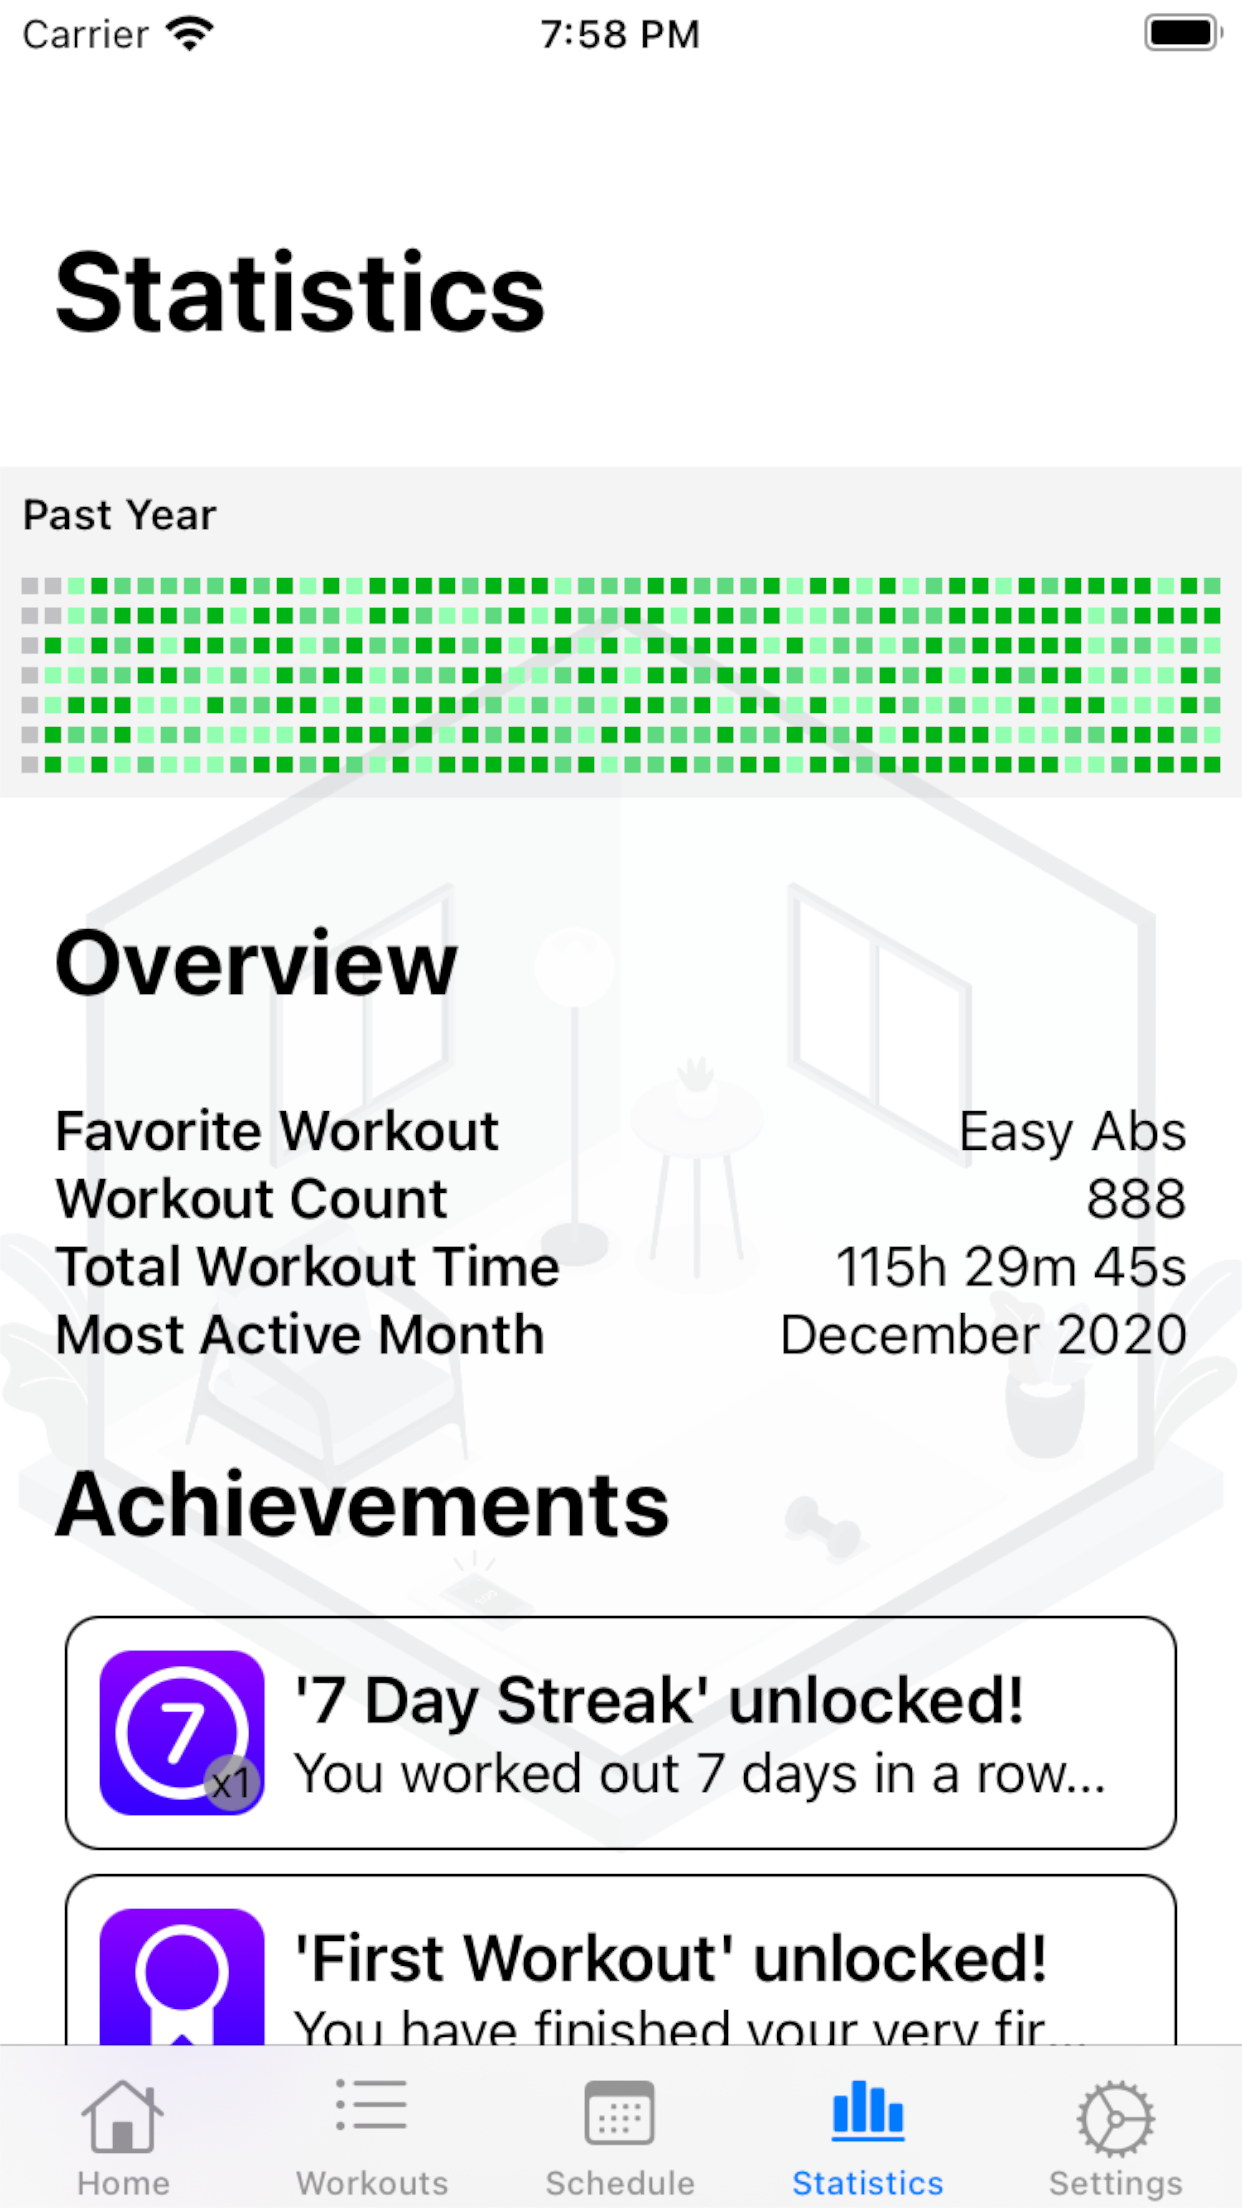 Carrier 7:58 PM
Statistics
Past Year
Overview
Favorite Workout Easy Abs
Workout Count 888
Total Workout Time 115h 29m 45s
Most Active Month December 2020
Achievements
7
x1
'7 Day Streak' unlocked!
You worked out 7 days in a row...
'First Workout' unlocked!
You have finished your very fir...
Home Workouts Schedule Statistics Settings